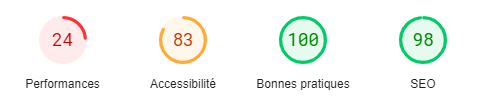 24 83 100 98
Performances Accessibilité Bonnes pratiques SEO